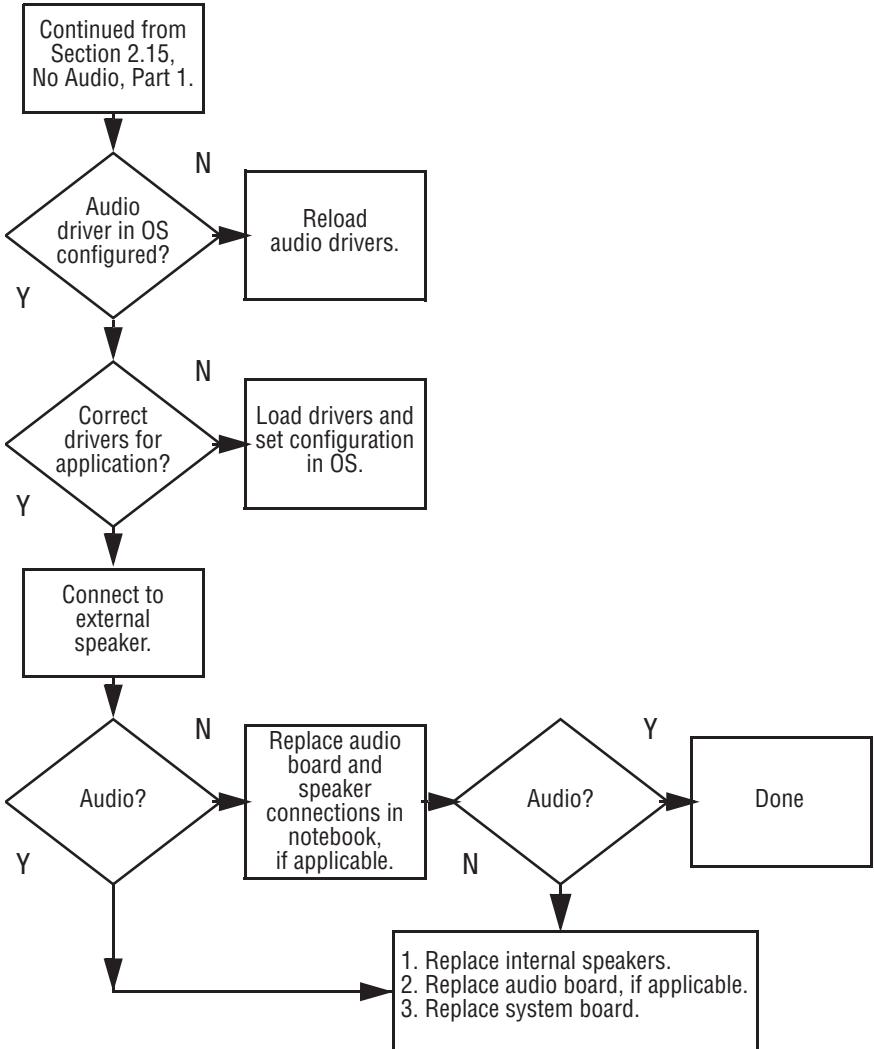 Continued from
Section 2.15,
No Audio, Part 1.
N
Audio
driver in OS
configured?
Reload
audio drivers.
Y
N
Correct
drivers for
application?
Load drivers and
set configuration
in OS.
Y
Connect to
external
speaker.
N
Audio?
Y
Replace audio
board and
speaker
connections in
notebook,
if applicable.
Audio?
Y
N
Done
1. Replace internal speakers.
2. Replace audio board, if applicable.
3. Replace system board.